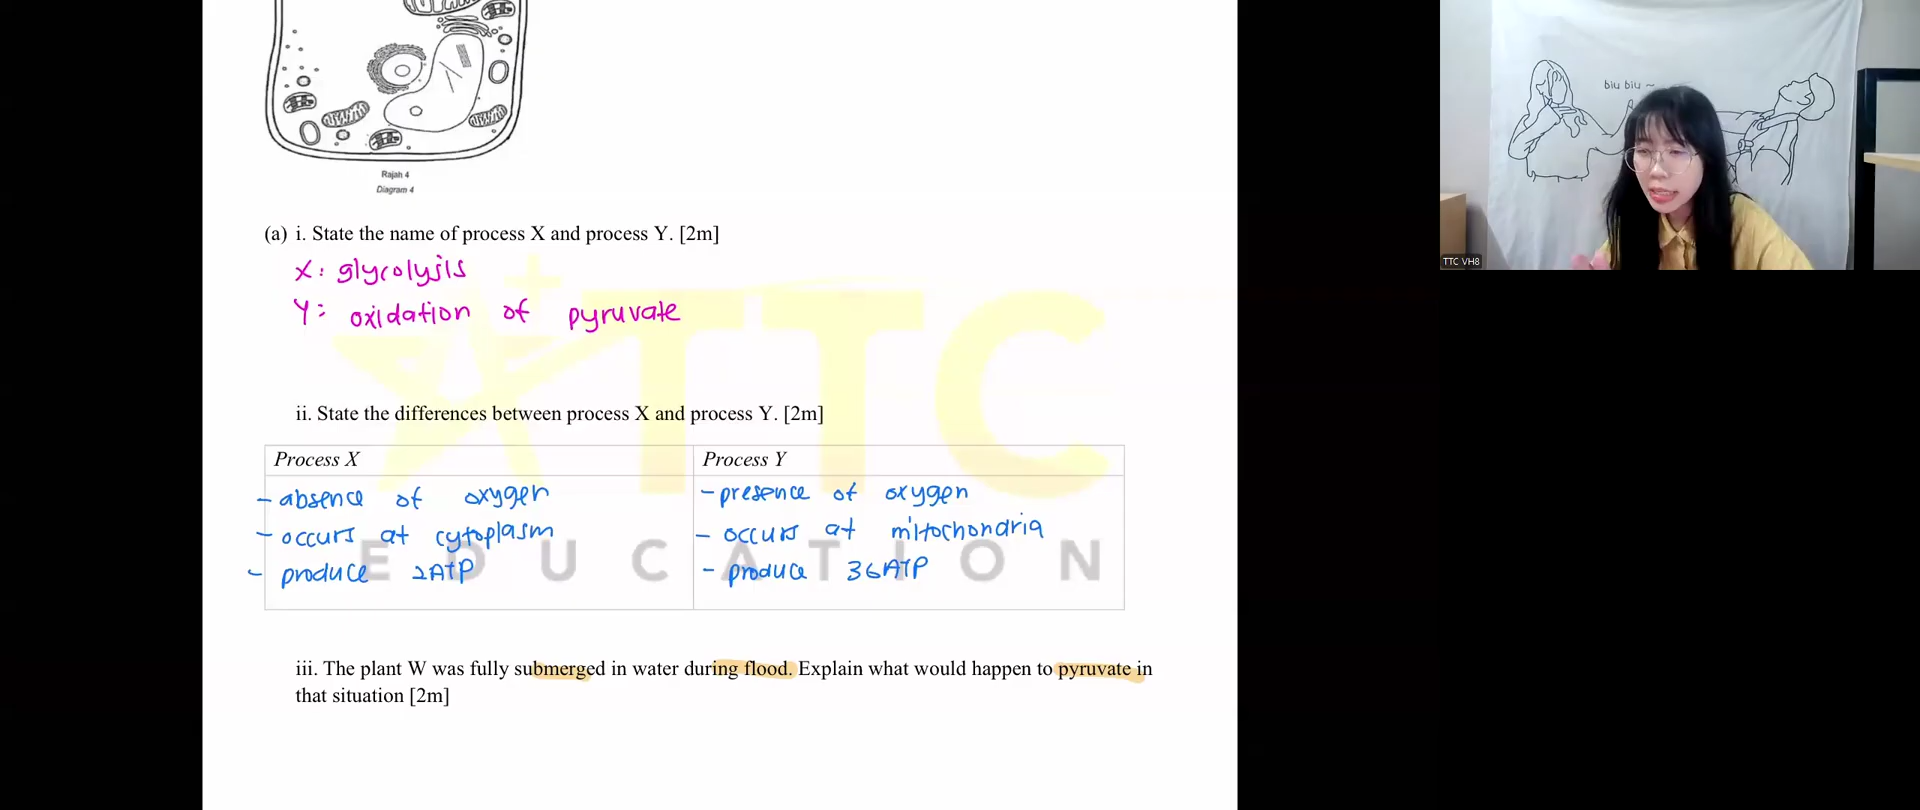 Rajah 4
Diagram 4
(a) i. State the name of process X and process Y. [2m]
X: glycolysis
Y: oxidation of pyruvate
ii. State the differences between process X and process Y. [2m]
Process X
- absence of oxygen
- occurs at cytoplasm
- produce 2ATP
Process Y
- presence of oxygen
- occurs at mitochondria
- produce 36ATP
TTC
EDUCATION
iii. The plant W was fully submerged in water during flood. Explain what would happen to pyruvate in
that situation [2m]
biu biu ~
TTC VH8